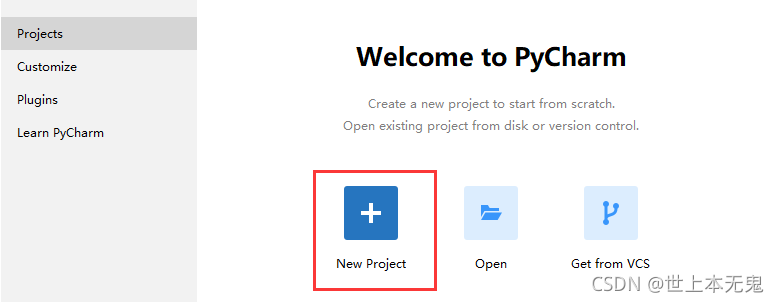 Projects
Customize
Plugins
Learn PyCharm
Welcome to PyCharm
Create a new project to start from scratch.
Open existing project from disk or version control.
New Project
Open
Get from VCS
CSDN @世上本无鬼